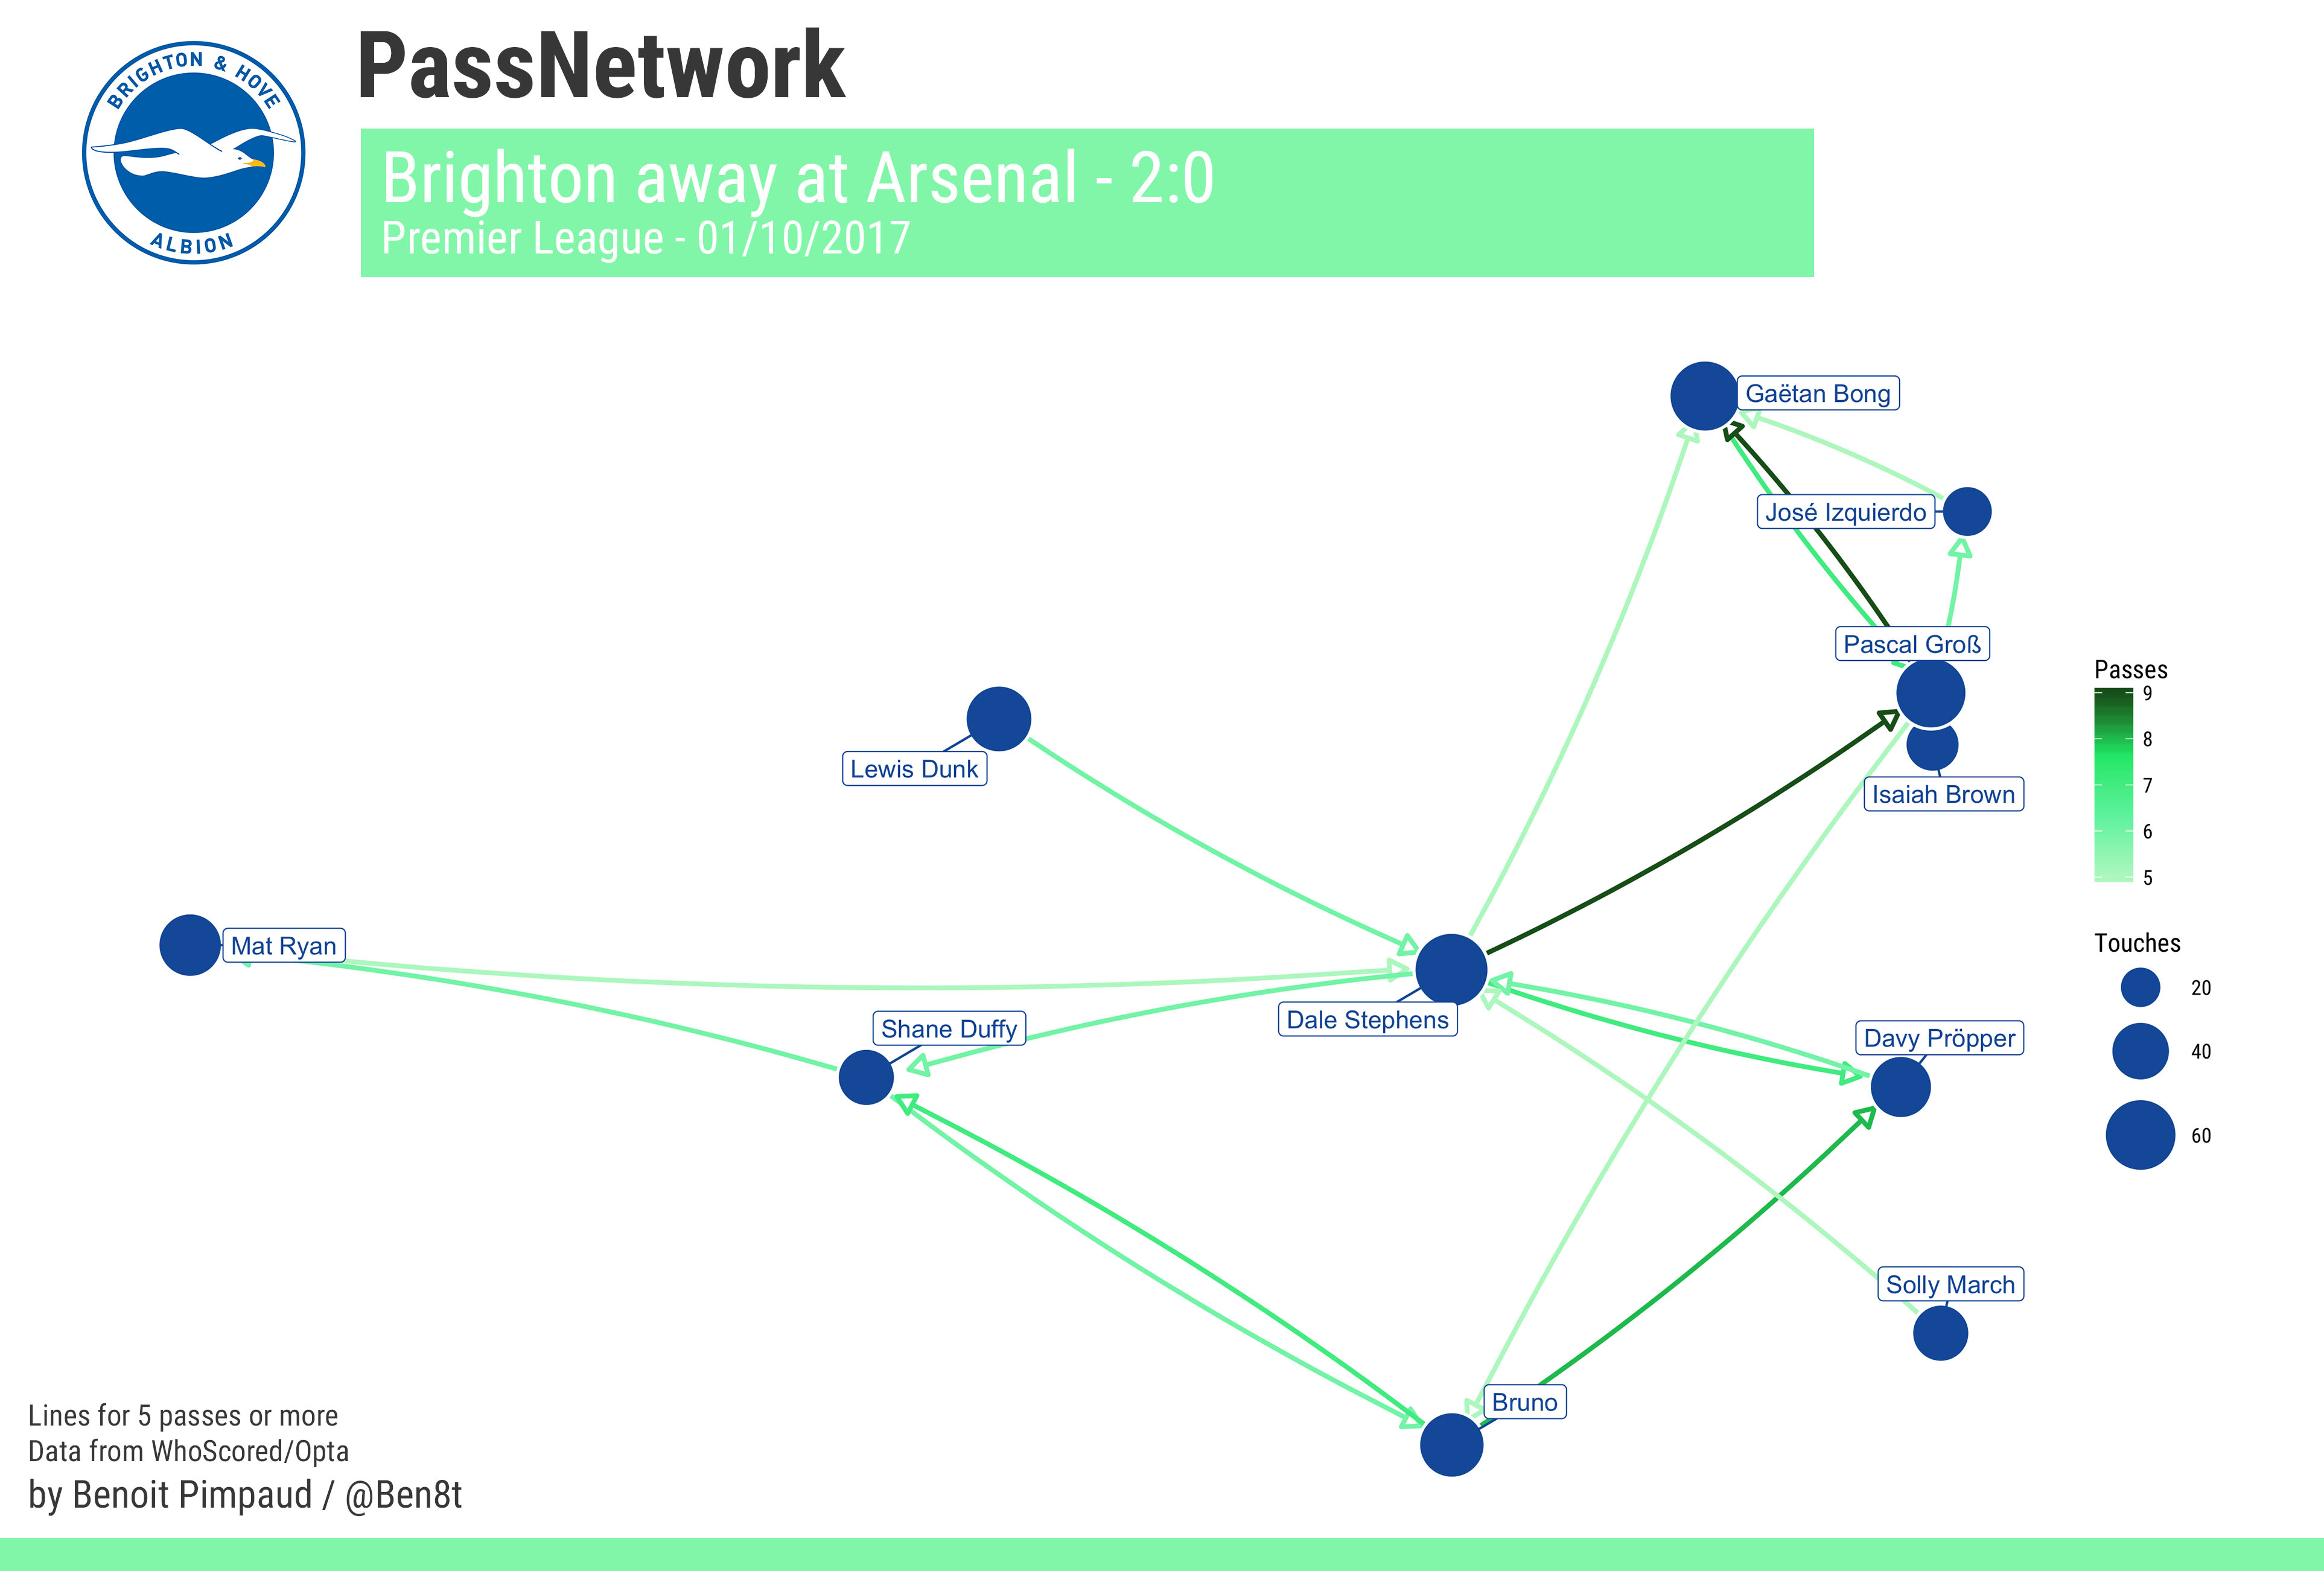 BRIGHTON & HOVE
ALBION
PassNetwork
Brighton away at Arsenal - 2:0
Premier League - 01/10/2017
Gaëtan Bong
José Izquierdo
Pascal Groß
Isaiah Brown
Lewis Dunk
Mat Ryan
Shane Duffy
Dale Stephens
Davy Pröpper
Solly March
Bruno
Passes
9
8
7
6
5
Touches
20
40
60
Lines for 5 passes or more
Data from WhoScored/Opta
by Benoit Pimpaud / @Ben8t